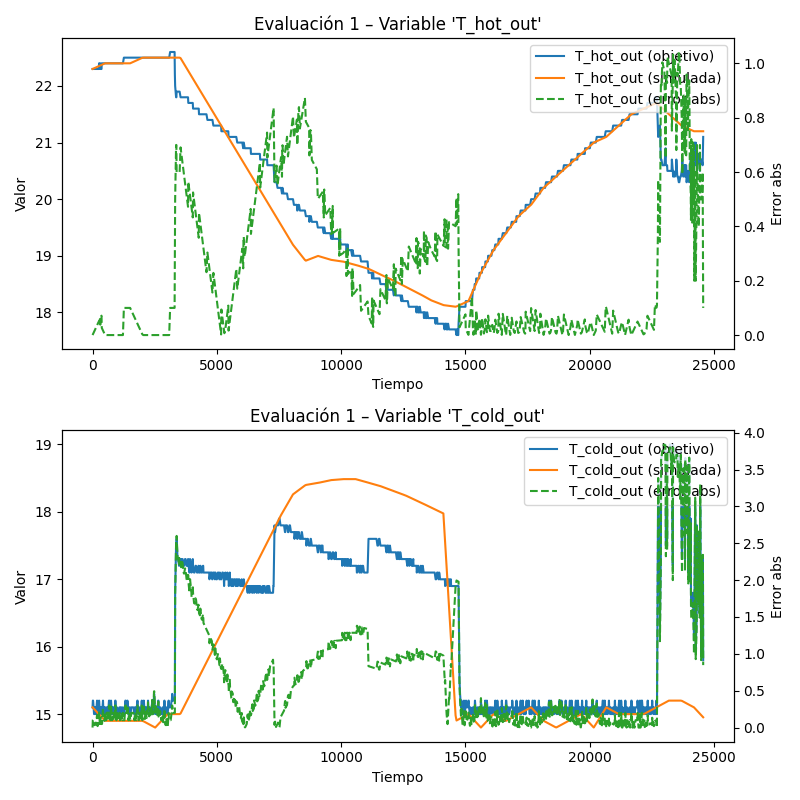 Evaluación 1 – Variable 'T_hot_out'
T_hot_out (objetivo)
T_hot_out (simulada)
T_hot_out (error abs)
22
21
20
19
18
Valor
1.0
0.8
0.6
0.4
0.2
0.0
Error abs
0 5000 10000 15000 20000 25000
Tiempo
Evaluación 1 – Variable 'T_cold_out'
T_cold_out (objetivo)
T_cold_out (simulada)
T_cold_out (error abs)
19
18
17
16
15
Valor
4.0
3.5
3.0
2.5
2.0
1.5
1.0
0.5
0.0
Error abs
0 5000 10000 15000 20000 25000
Tiempo